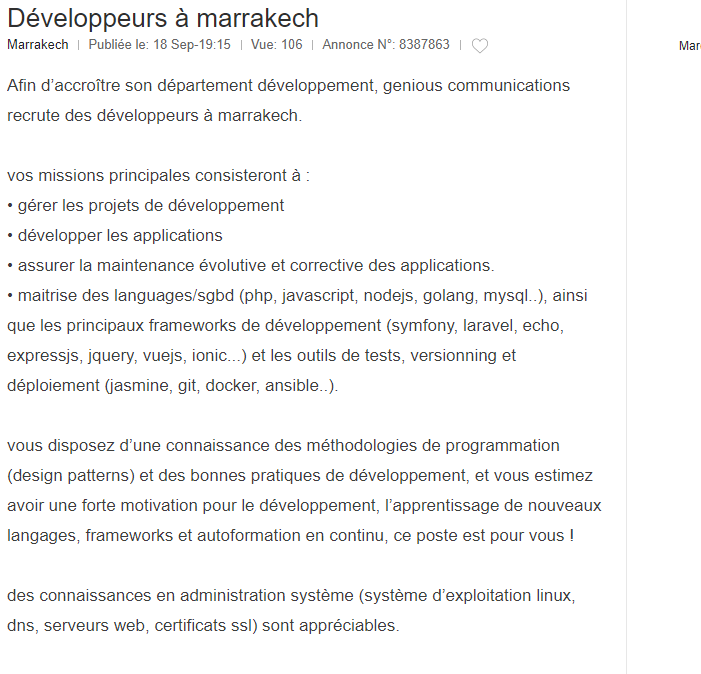 Développeurs à marrakech
Marrakech | Publiée le: 18 Sep-19:15 | Vue: 106 | Annonce N°: 8387863 |
Afin d’accroître son département développement, genious communications
recrute des développeurs à marrakech.
vos missions principales consisteront à :
• gérer les projets de développement
• développer les applications
• assurer la maintenance évolutive et corrective des applications.
• maitrise des languages/sgbd (php, javascript, nodejs, golang, mysql..), ainsi
que les principaux frameworks de développement (symfony, laravel, echo,
expressjs, jquery, vuejs, ionic...) et les outils de tests, versionning et
déploiement (jasmine, git, docker, ansible..).
vous disposez d’une connaissance des méthodologies de programmation
(design patterns) et des bonnes pratiques de développement, et vous estimez
avoir une forte motivation pour le développement, l’apprentissage de nouveaux
langages, frameworks et autoformation en continu, ce poste est pour vous !
des connaissances en administration système (système d’exploitation linux,
dns, serveurs web, certificats ssl) sont appréciables.